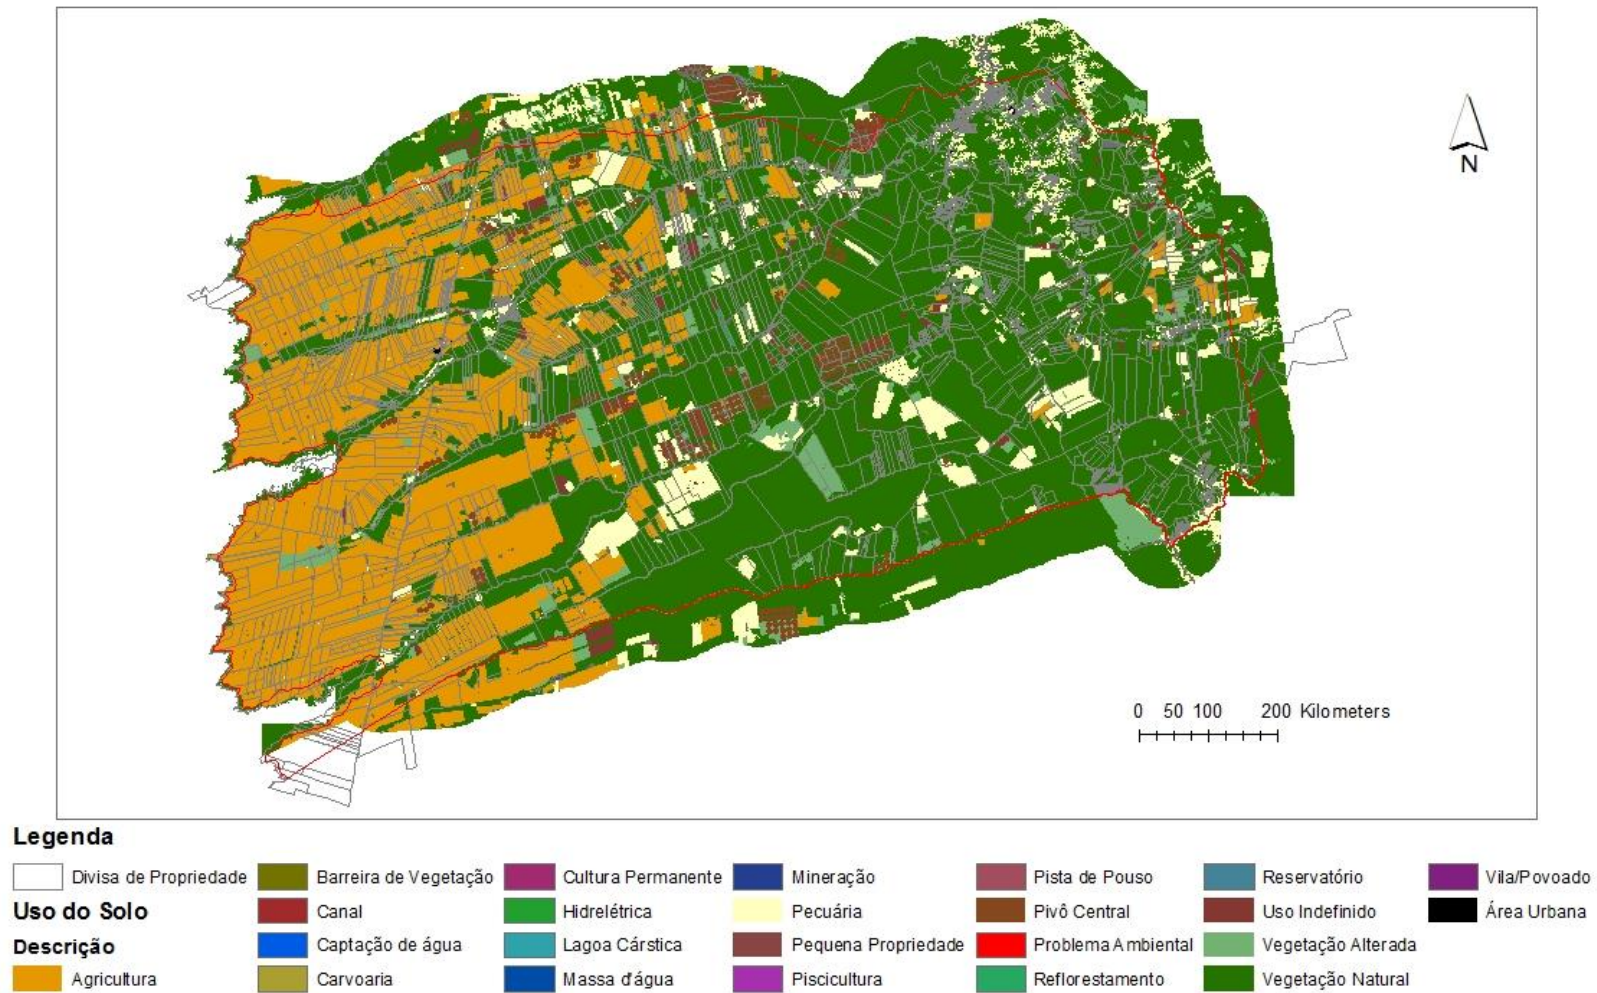 N
0 50 100 200 Kilometers
Legenda
Divisa de Propriedade
Uso do Solo
Descrição
Agricultura
Barreira de Vegetação
Canal
Captação de água
Carvoaria
Cultura Permanente
Hidrelétrica
Lagoa Cárstica
Massa d'água
Mineração
Pecuária
Pequena Propriedade
Piscicultura
Pista de Pouso
Pivô Central
Problema Ambiental
Reflorestamento
Reservatório
Uso Indefinido
Vegetação Alterada
Vegetação Natural
Vila/Povoado
Área Urbana